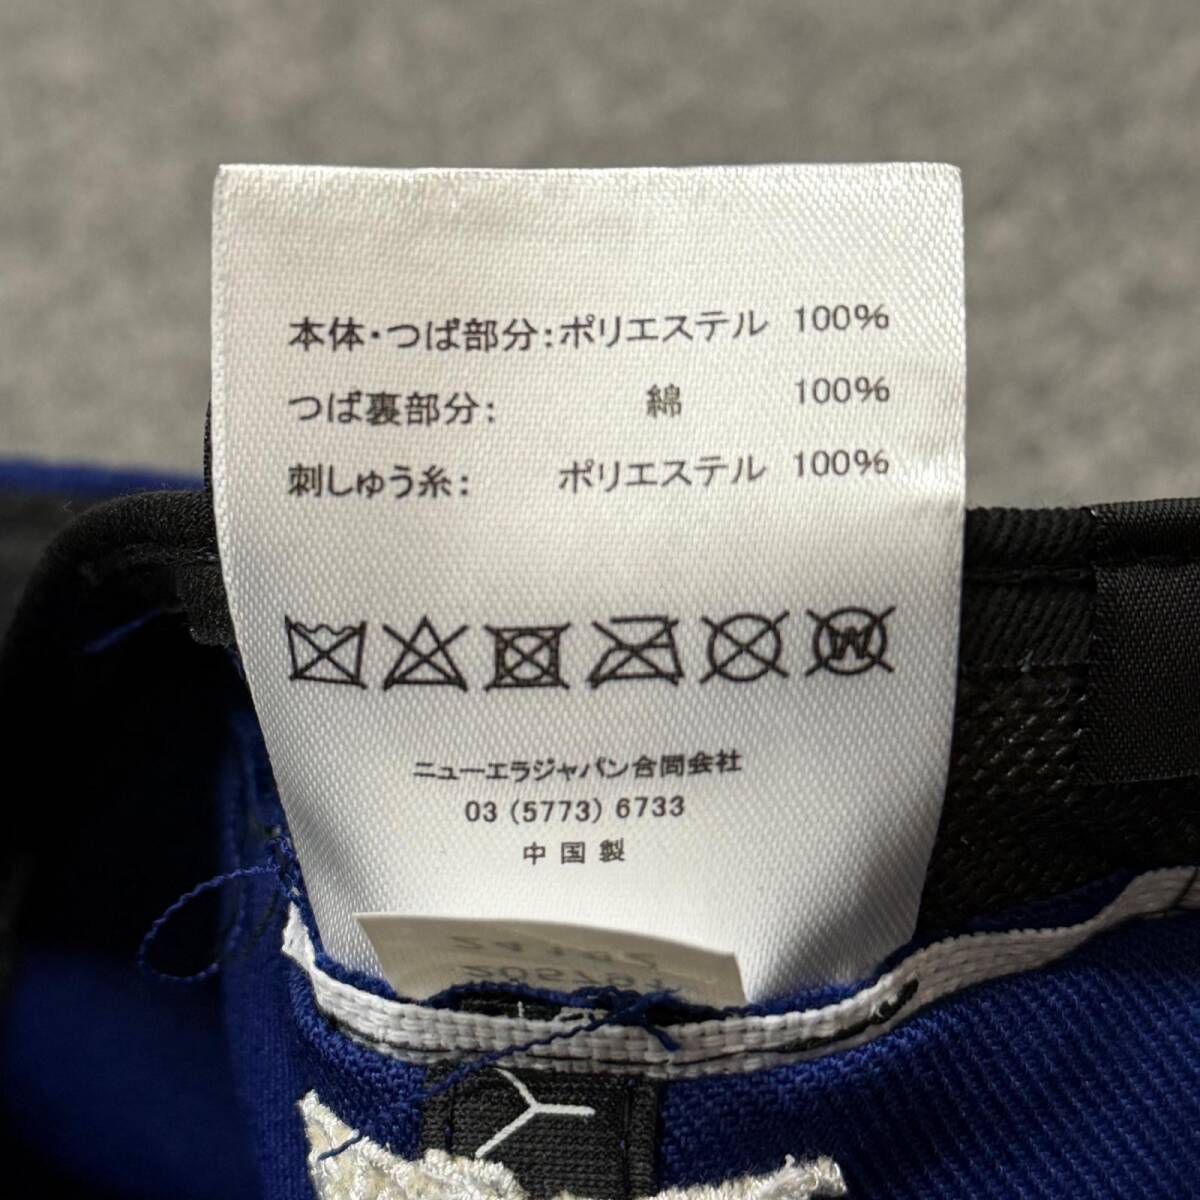 本体・つば部分:ポリエステル 100%
つば裏部分: 綿 100%
刺しゅう糸: ポリエステル 100%
W
ニューエラジャパン合同会社
03 (5773) 6733
中国製